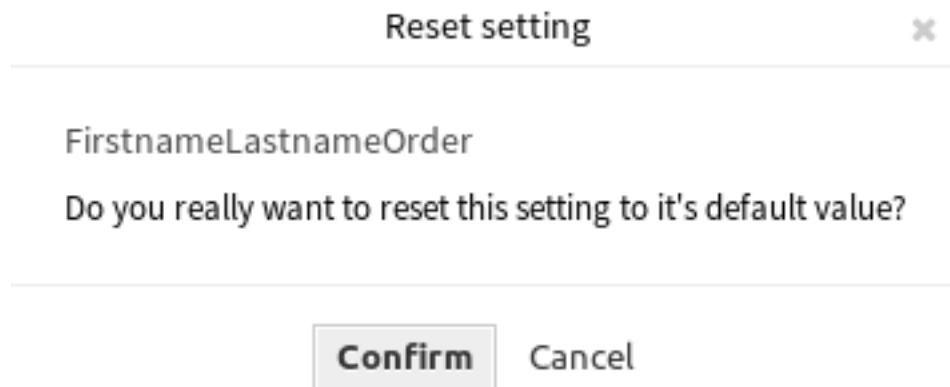 Reset setting
FirstnameLastnameOrder
Do you really want to reset this setting to it's default value?
Confirm Cancel